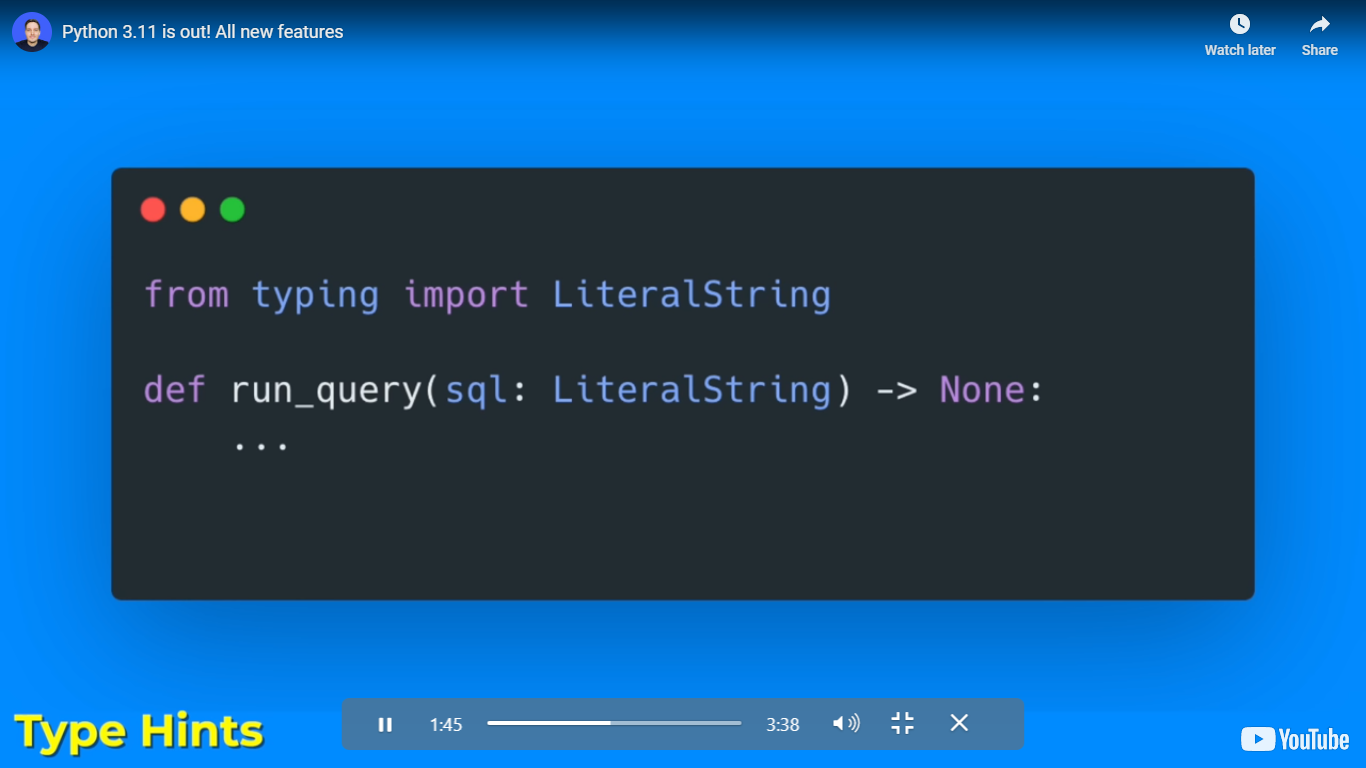 Python 3.11 is out! All new features
Watch later
Share
from typing import LiteralString
def run_query(sql: LiteralString) -> None:
...
Type Hints
1:45
3:38
YouTube